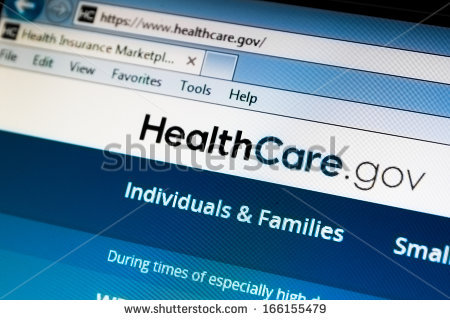 https://www.healthcare.gov/
Health Insurance Marketpl...
File Edit View Favorites Tools Help
HealthCare.gov
Individuals & Families
Smal
During times of especially high
shutterstock
www.shutterstock.com · 166155479